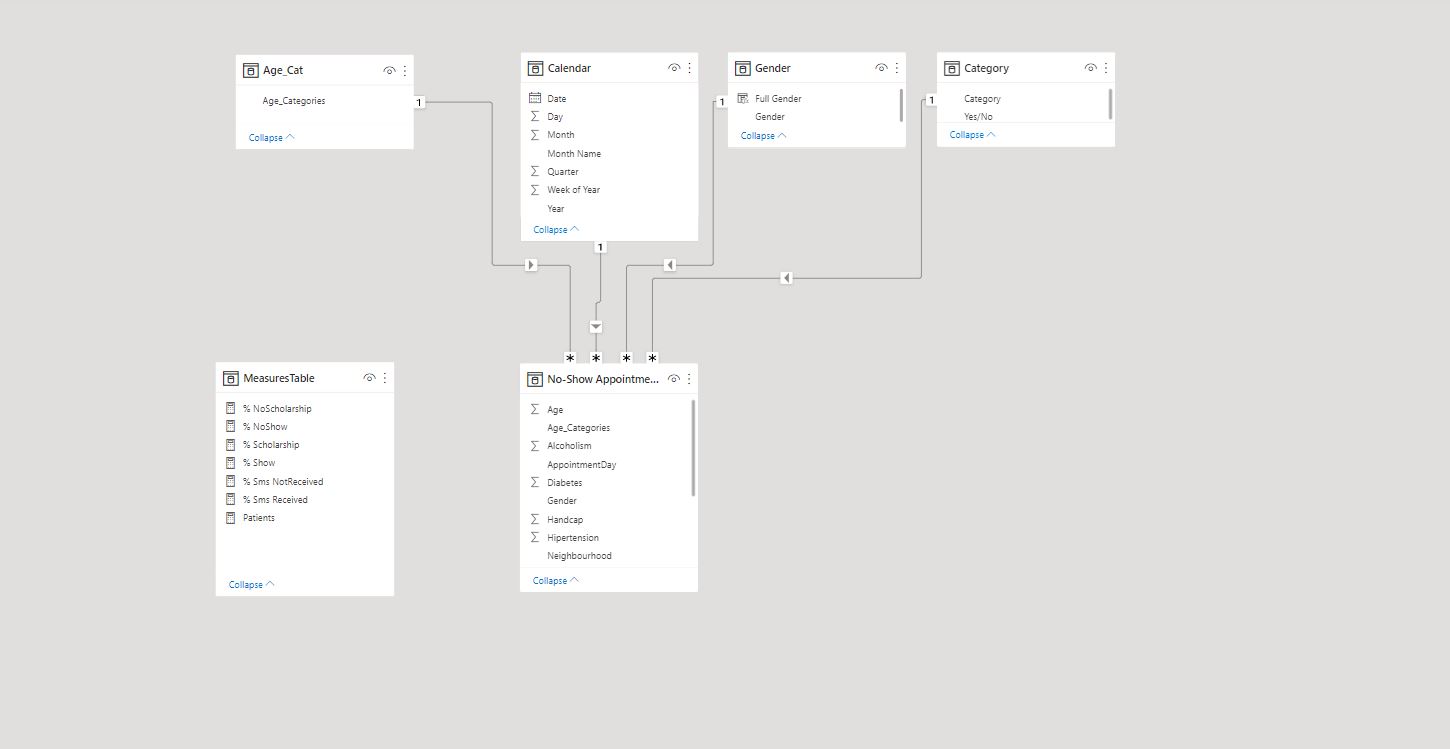 Age_Cat
Age_Categories
Collapse
Calendar
Date
Day
Month
Month Name
Quarter
Week of Year
Year
Collapse
Gender
Full Gender
Gender
Collapse
Category
Category
Yes/No
Collapse
1
1
1
1
* * * *
MeasuresTable
% NoScholarship
% NoShow
% Scholarship
% Show
% Sms NotReceived
% Sms Received
Patients
Collapse
No-Show Appointme...
Age
Age_Categories
Alcoholism
AppointmentDay
Diabetes
Gender
Handcap
Hipertension
Neighbourhood
Collapse